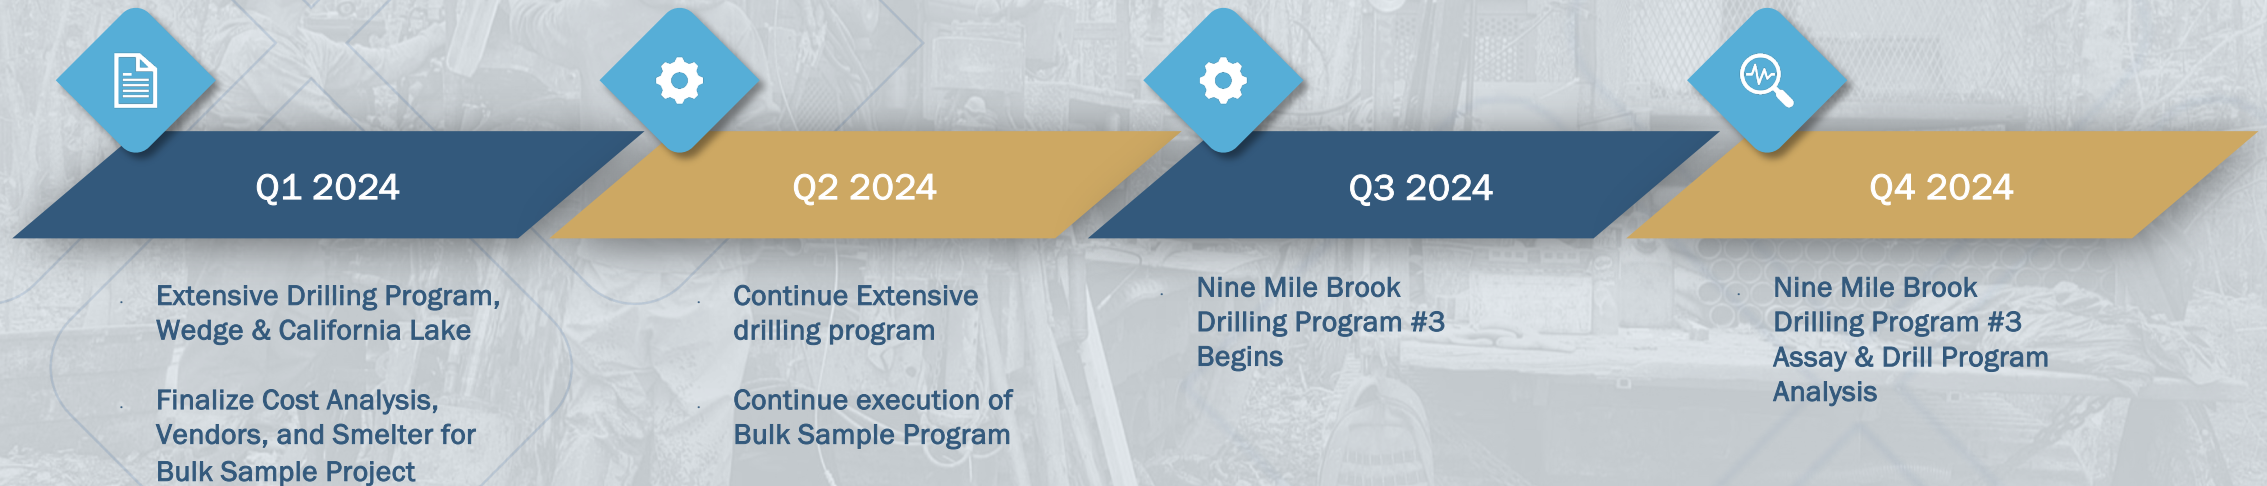 Q1 2024
Q2 2024
Q3 2024
Q4 2024
Extensive Drilling Program,
Wedge & California Lake
Finalize Cost Analysis,
Vendors, and Smelter for
Bulk Sample Project
Continue Extensive
drilling program
Continue execution of
Bulk Sample Program
Nine Mile Brook
Drilling Program #3
Begins
Nine Mile Brook
Drilling Program #3
Assay & Drill Program
Analysis